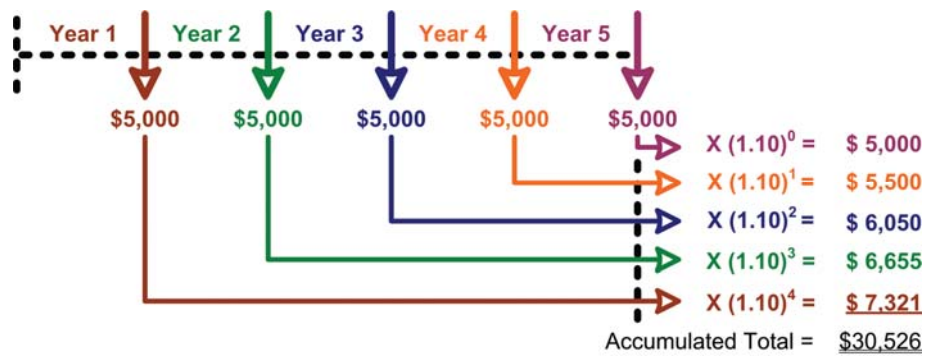 Year 1 Year 2 Year 3 Year 4 Year 5
$5,000 $5,000 $5,000 $5,000 $5,000
X (1.10)⁰ = $ 5,000
X (1.10)¹ = $ 5,500
X (1.10)² = $ 6,050
X (1.10)³ = $ 6,655
X (1.10)⁴ = $ 7,321
Accumulated Total = $30,526